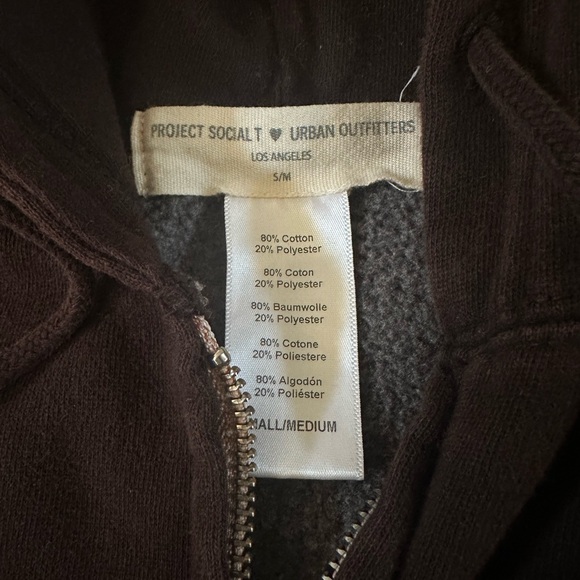 PROJECT SOCIAL T ♥ URBAN OUTFITTERS
LOS ANGELES
S/M
80% Cotton
20% Polyester
80% Coton
20% Polyester
80% Baumwolle
20% Polyester
80% Cotone
20% Poliestere
80% Algodón
20% Poliéster
MALL/MEDIUM